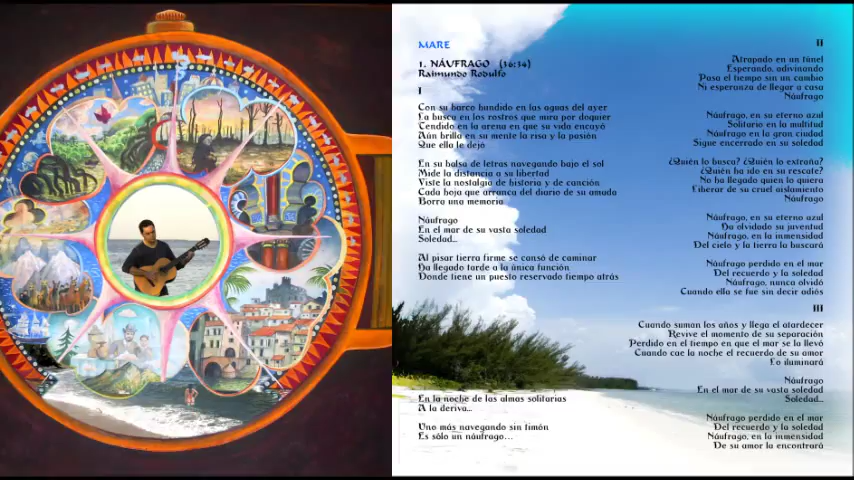 MARE
1. NÁUFRAGO (36:34)
Raimundo Rodulfo
I
Con su barco hundido en las aguas del ayer
La busca en los rostros que mira por doquier
Tendido en la arena en que su vida encayó
Aún brilla en su mente la risa y la pasión
Que ella le dejó
En su balsa de letras navegando bajo el sol
Mide la distancia a su libertad
Viste la nostalgia de historia y de canción
Cada hoja que arranca del diario de su amada
Borra una memoria
Náufrago
En el mar de su vasta soledad
Soledad...
Al pisar tierra firme se cansó de caminar
Ha llegado tarde a la única función
Donde tiene un puesto reservado tiempo atrás
En la noche de las almas solitarias
A la deriva...
Uno más navegando sin timón
Es sólo un náufrago...
II
Atrapado en un túnel
Esperando, adivinando
Pasa el tiempo sin un cambio
Ni esperanza de llegar a casa
Náufrago
Náufrago, en su eterno azul
Solitario en la multitud
Náufrago en la gran ciudad
Sigue encerrado en su soledad
¿Quién lo busca? ¿Quién lo extraña?
¿Quién ha ido en su rescate?
No ha llegado quien lo quiera
Liberar de su cruel aislamiento
Náufrago
Náufrago, en su eterno azul
Ha olvidado su juventud
Náufrago, en la inmensidad
Del cielo y la tierra la buscará
Náufrago perdido en el mar
Del recuerdo y la soledad
Náufrago, nunca olvidó
Cuando ella se fue sin decir adiós
III
Cuando suman los años y llega el atardecer
Revive el momento de su separación
Perdido en el tiempo en que el mar se la llevó
Cuando cae la noche el recuerdo de su amor
Lo iluminará
Náufrago
En el mar de su vasta soledad
Soledad...
Náufrago perdido en el mar
Del recuerdo y la soledad
Náufrago, en la inmensidad
De su amor la encontrará